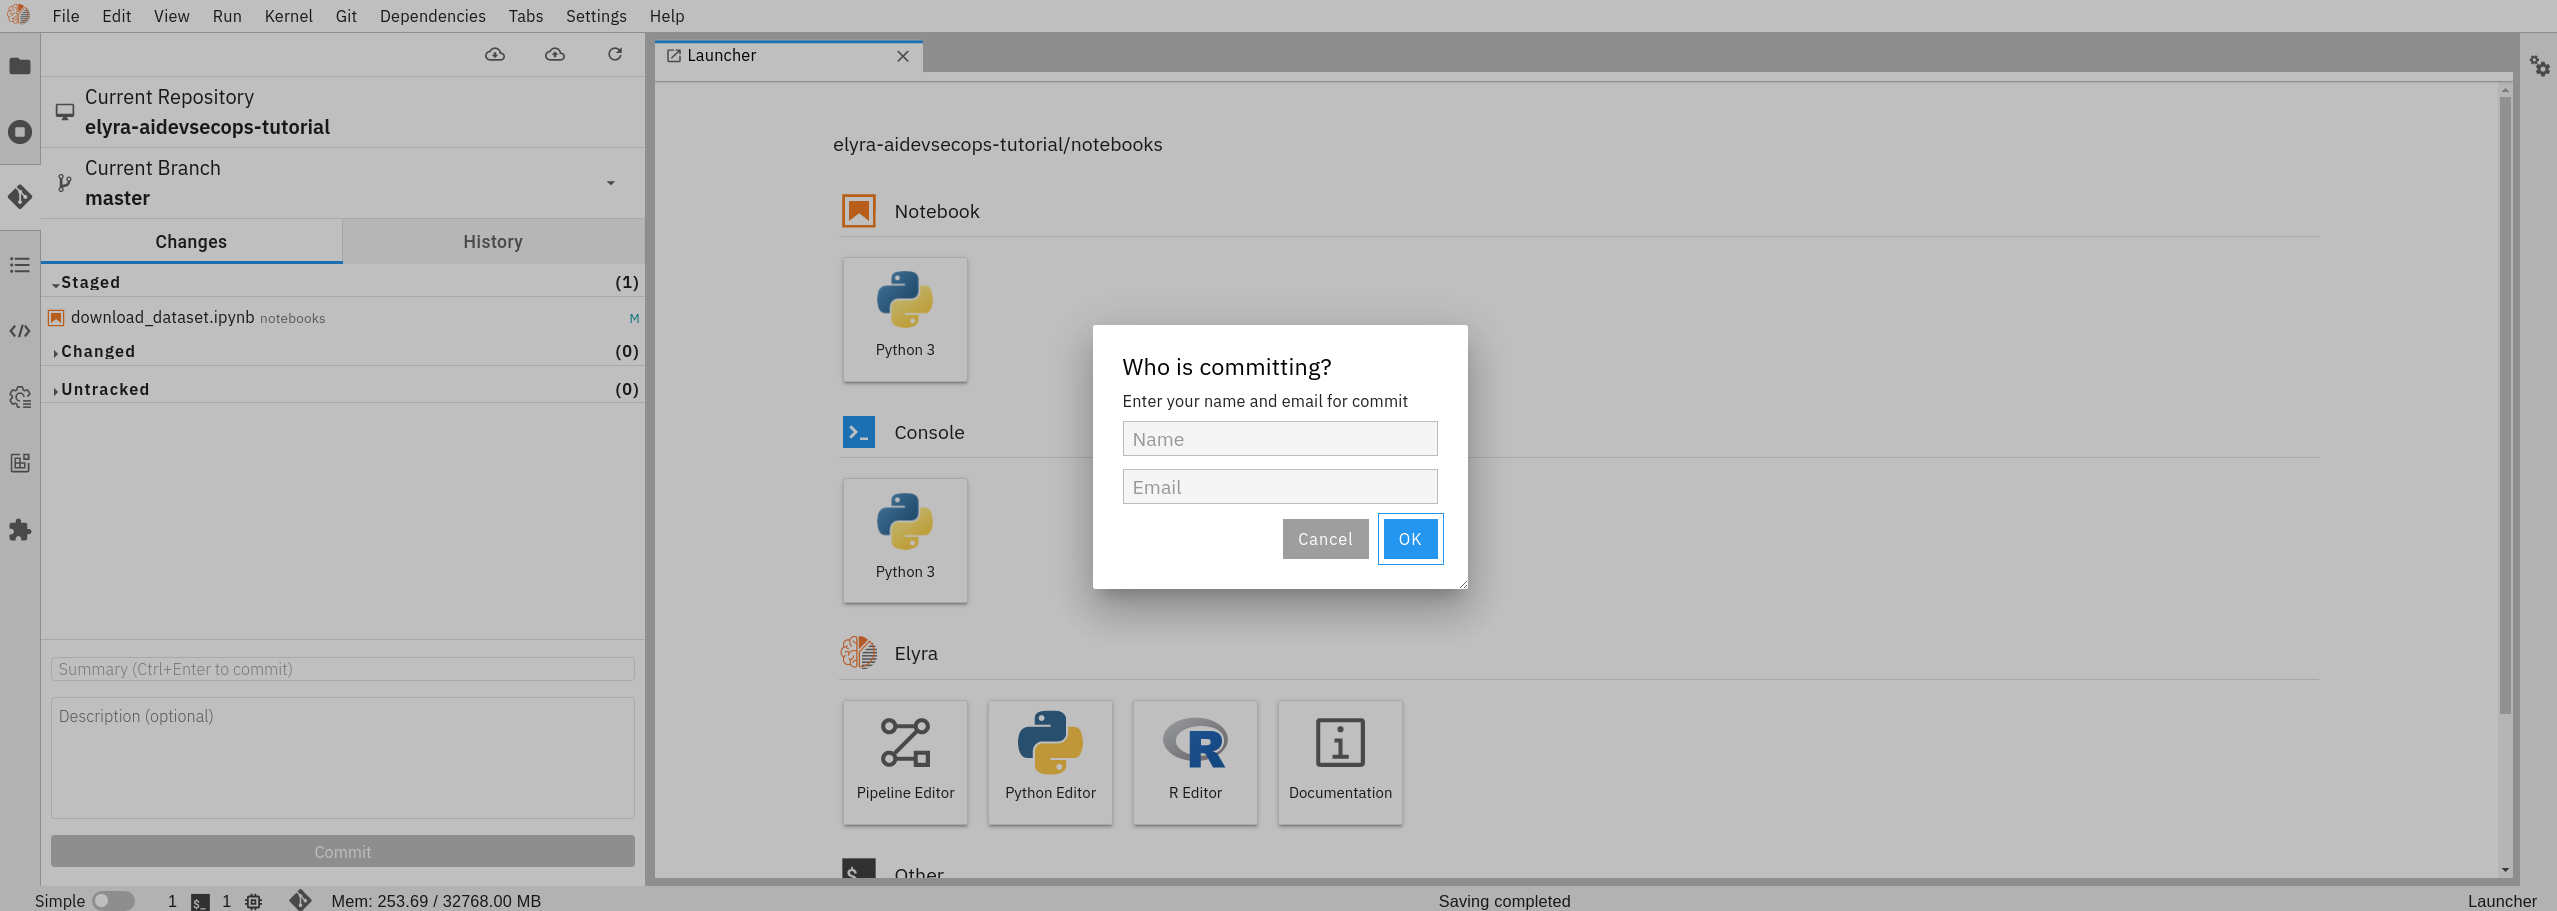 File Edit View Run Kernel Git Dependencies Tabs Settings Help
Current Repository
elyra-aidevsecops-tutorial
Current Branch
master
Changes History
Staged (1)
download_dataset.ipynb notebooks M
Changed (0)
Untracked (0)
Summary (Ctrl+Enter to commit)
Description (optional)
Commit
Launcher
elyra-aidevsecops-tutorial/notebooks
Notebook
Python 3
Console
Python 3
Elyra
Pipeline Editor Python Editor R Editor Documentation
$_ Other
Who is committing?
Enter your name and email for commit
Name
Email
Cancel OK
Simple 1 $_ 1 Mem: 253.69 / 32768.00 MB Saving completed Launcher